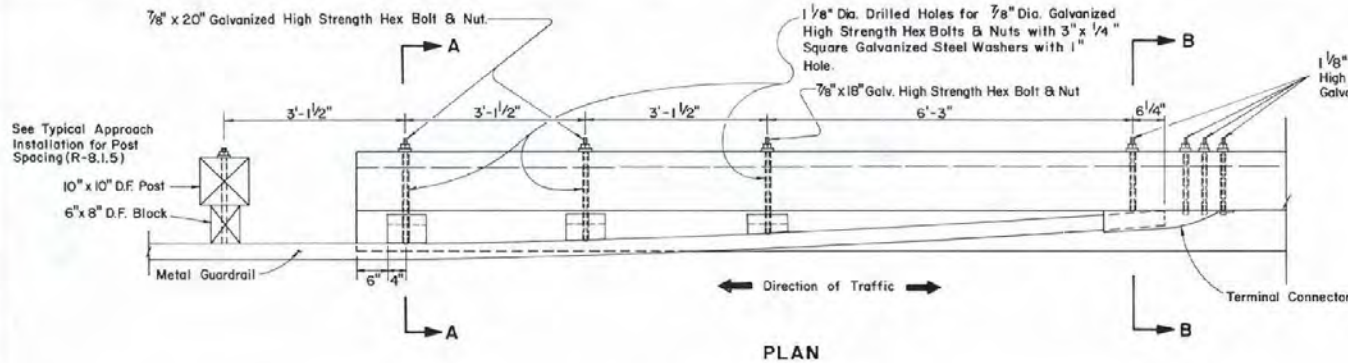 7/8" x 20" Galvanized High Strength Hex Bolt & Nut.
1 1/8" Dia. Drilled Holes for 7/8" Dia. Galvanized
High Strength Hex Bolts & Nuts with 3" x 1/4"
Square Galvanized Steel Washers with 1"
Hole.
7/8" x 18" Galv. High Strength Hex Bolt & Nut
1 1/8"
High
Galv
A
B
3'-1 1/2"
3'-1 1/2"
3'-1 1/2"
6'-3"
6 1/4"
See Typical Approach
Installation for Post
Spacing (R-8.1.5)
10" x 10" D.F. Post
6" x 8" D.F. Block
Metal Guardrail
6"
4"
Direction of Traffic
Terminal Connector
A
B
PLAN